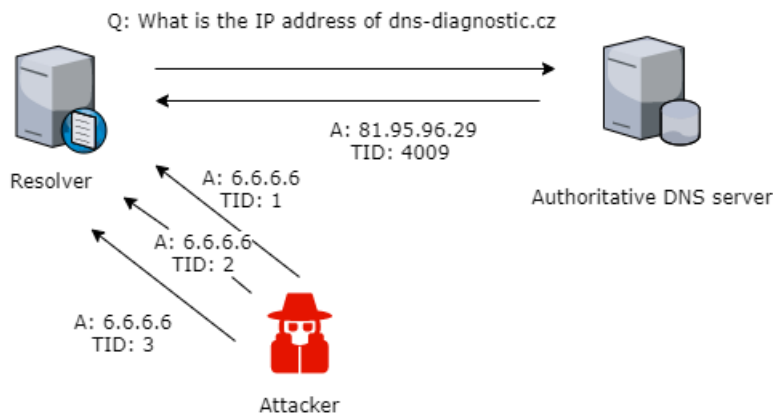 Q: What is the IP address of dns-diagnostic.cz
A: 81.95.96.29
TID: 4009
Resolver
Authoritative DNS server
A: 6.6.6.6
TID: 1
A: 6.6.6.6
TID: 2
A: 6.6.6.6
TID: 3
Attacker